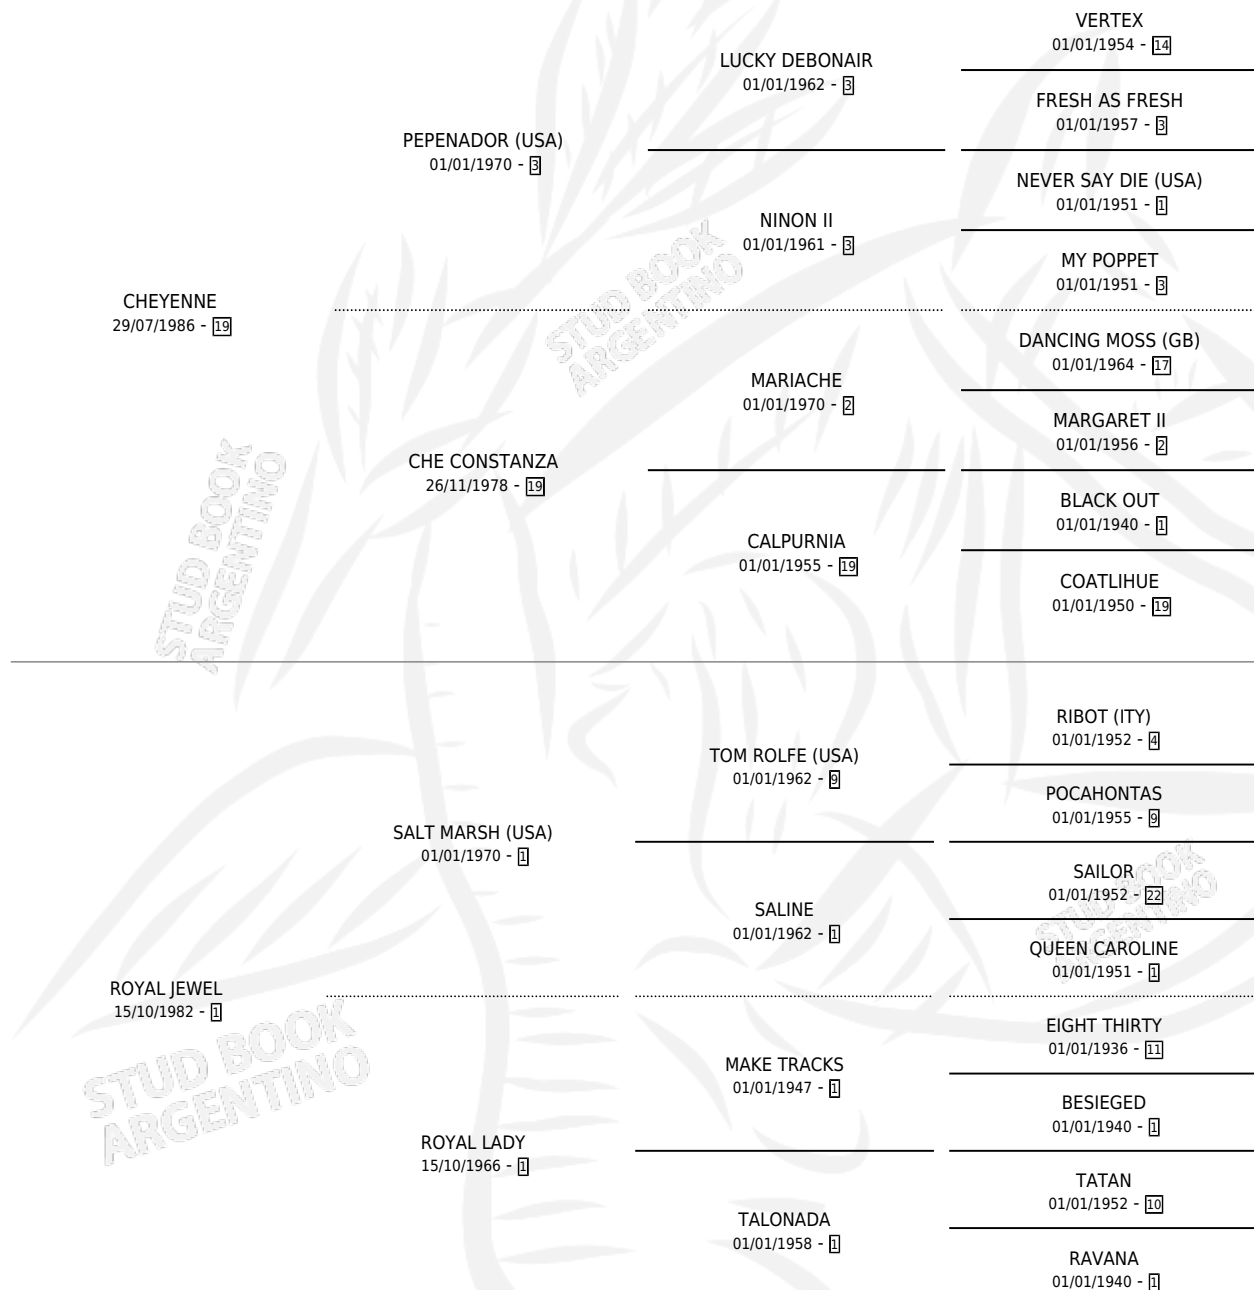 VERTEX
01/01/1954 - 14
LUCKY DEBONAIR
01/01/1962 - 3
FRESH AS FRESH
01/01/1957 - 3
PEPENADOR (USA)
01/01/1970 - 3
NEVER SAY DIE (USA)
01/01/1951 - 1
NINON II
01/01/1961 - 3
MY POPPET
01/01/1951 - 3
CHEYENNE
29/07/1986 - 19
DANCING MOSS (GB)
01/01/1964 - 17
MARIACHE
01/01/1970 - 2
MARGARET II
01/01/1956 - 2
CHE CONSTANZA
26/11/1978 - 19
BLACK OUT
01/01/1940 - 1
CALPURNIA
01/01/1955 - 19
COATLIHUE
01/01/1950 - 19
RIBOT (ITY)
01/01/1952 - 4
TOM ROLFE (USA)
01/01/1962 - 9
POCAHONTAS
01/01/1955 - 9
SALT MARSH (USA)
01/01/1970 - 1
SAILOR
01/01/1952 - 22
SALINE
01/01/1962 - 1
QUEEN CAROLINE
01/01/1951 - 1
ROYAL JEWEL
15/10/1982 - 1
EIGHT THIRTY
01/01/1936 - 11
MAKE TRACKS
01/01/1947 - 1
BESIEGED
01/01/1940 - 1
ROYAL LADY
15/10/1966 - 1
TATAN
01/01/1952 - 10
TALONADA
01/01/1958 - 1
RAVANA
01/01/1940 - 1
STUD BOOK
ARGENTINO
STUD BOOK
ARGENTINO
STUD BOOK
ARGENTINO
STUD BOOK
ARGENTINO